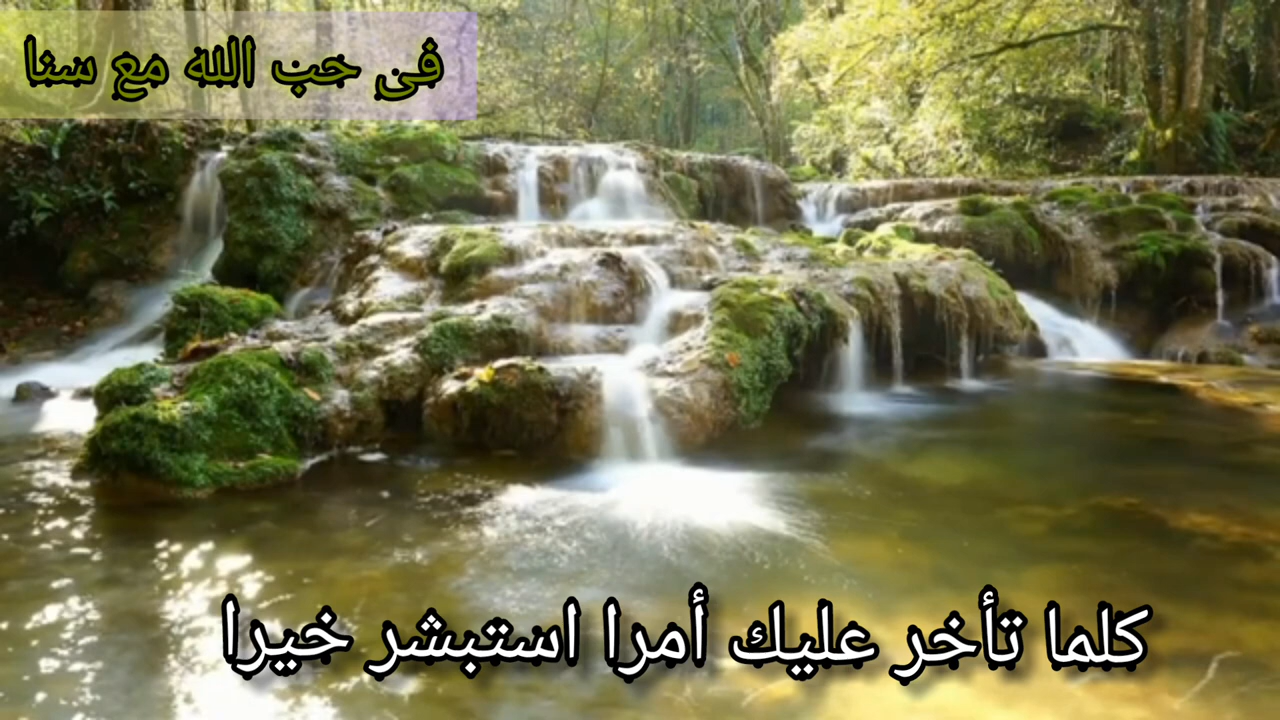 فى حب الله مع سنا
كلما تأخر عليك أمرا استبشر خيرا